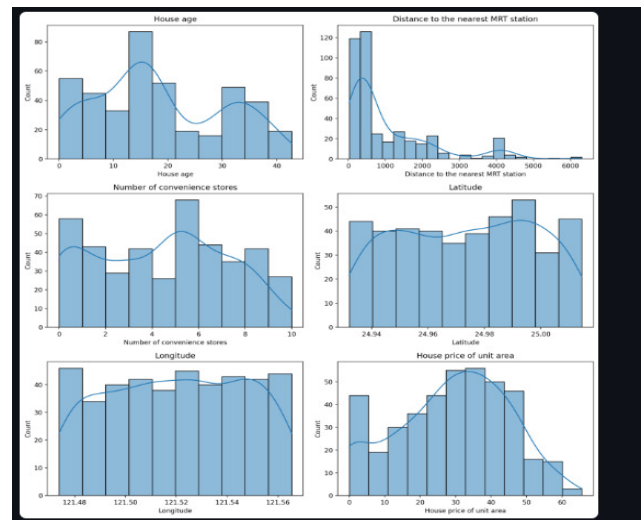 House age
Count
80
60
40
20
0
0 10 20 30 40
House age
Distance to the nearest MRT station
Count
120
100
80
60
40
20
0
0 1000 2000 3000 4000 5000 6000
Distance to the nearest MRT station
Number of convenience stores
Count
70
60
50
40
30
20
10
0
0 2 4 6 8 10
Number of convenience stores
Latitude
Count
50
40
30
20
10
0
24.94 24.96 24.98 25.00
Latitude
Longitude
Count
40
30
20
10
0
121.48 121.50 121.52 121.54 121.56
Longitude
House price of unit area
Count
50
40
30
20
10
0
0 10 20 30 40 50 60
House price of unit area